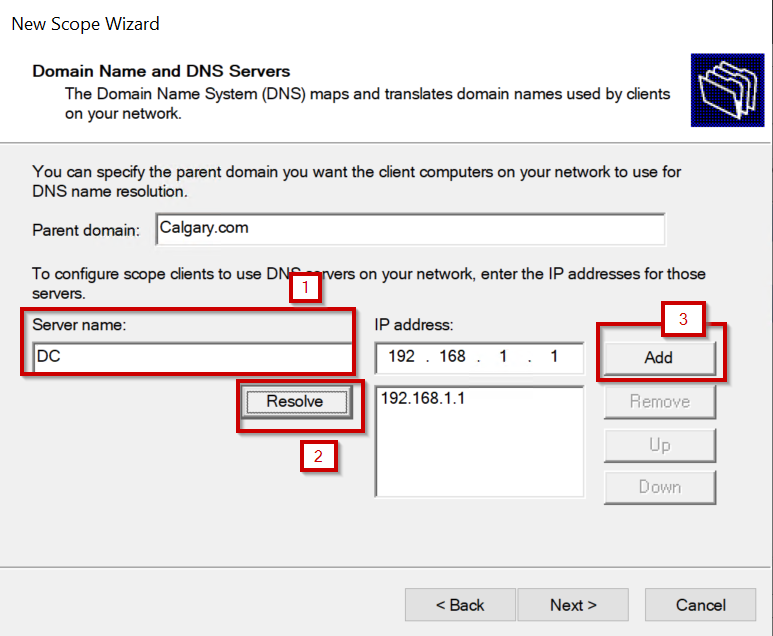 New Scope Wizard
Domain Name and DNS Servers
The Domain Name System (DNS) maps and translates domain names used by clients
on your network.
You can specify the parent domain you want the client computers on your network to use for
DNS name resolution.
Parent domain:
Calgary.com
To configure scope clients to use DNS servers on your network, enter the IP addresses for those
servers.
1
3
Server name:
IP address:
DC
192 . 168 . 1 . 1
Add
Resolve
192.168.1.1
Remove
2
Up
Down
< Back
Next >
Cancel